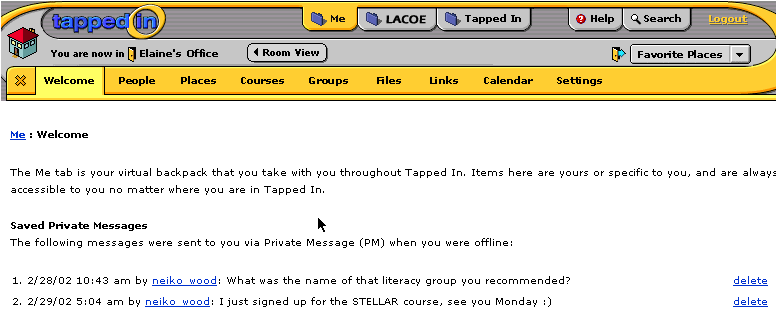 tapped in
Me
LACOE
Tapped In
Help
Search
Logout
You are now in Elaine's Office
Room View
Favorite Places
Welcome People Places Courses Groups Files Links Calendar Settings
Me : Welcome
The Me tab is your virtual backpack that you take with you throughout Tapped In. Items here are yours or specific to you, and are always
accessible to you no matter where you are in Tapped In.
Saved Private Messages
The following messages were sent to you via Private Message (PM) when you were offline:
1. 2/28/02 10:43 am by neiko_wood: What was the name of that literacy group you recommended? delete
2. 2/29/02 5:04 am by neiko_wood: I just signed up for the STELLAR course, see you Monday :) delete